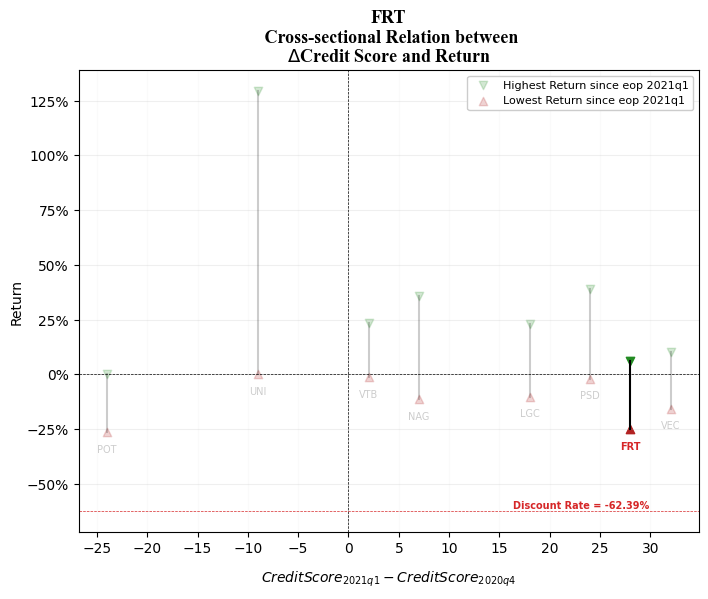 FRT
Cross-sectional Relation between
ΔCredit Score and Return
Highest Return since eop 2021q1
Lowest Return since eop 2021q1
125%
100%
75%
50%
25%
0%
−25%
−50%
Return
POT
UNI
VTB
NAG
LGC
PSD
FRT
VEC
Discount Rate = -62.39%
−25 −20 −15 −10 −5 0 5 10 15 20 25 30
CreditScore2021q1 − CreditScore2020q4